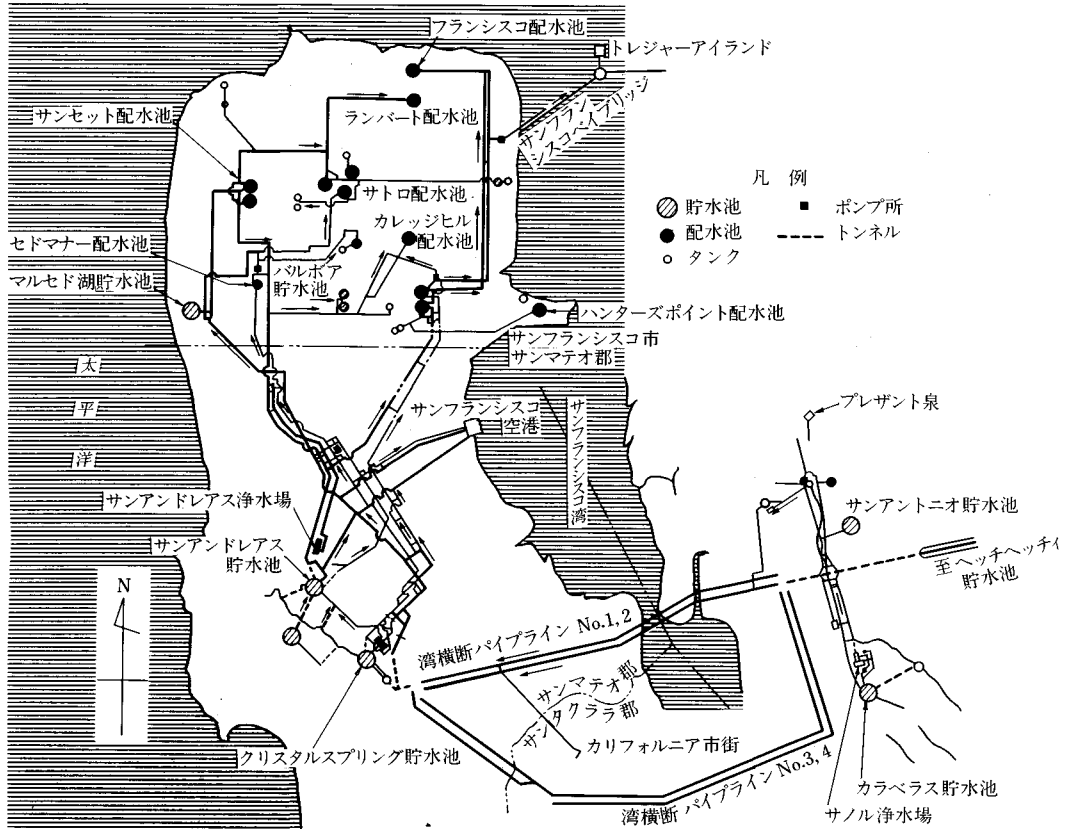 フランシスコ配水池
トレジャーアイランド
サンセット配水池
ランバート配水池
サンフラン
シスコベイブリッジ
凡 例
貯水池
ポンプ所
配水池
トンネル
タンク
サトロ配水池
カレッジヒル
配水池
セドマナー配水池
マルセド湖貯水池
バルボア
貯水池
ハンターズポイント配水池
サンフランシスコ市
サンマテオ郡
太平洋
サンフランシスコ
空港
サンフランシスコ湾
プレザント泉
サンアンドレアス浄水場
サンアントニオ貯水池
サンアンドレアス
貯水池
至ヘッチヘッチィ
貯水池
N
湾横断パイプライン No.1, 2
サンマテオ郡
サンタクララ郡
クリスタルスプリング貯水池
カリフォルニア市街
湾横断パイプライン No.3, 4
カラベラス貯水池
サノル浄水場